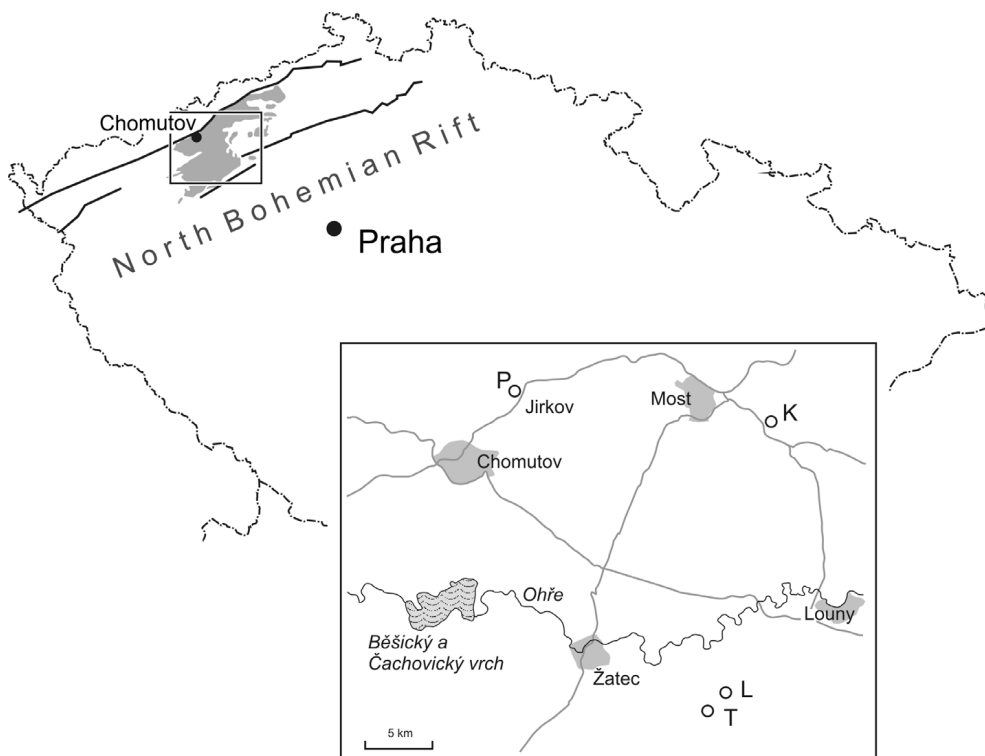 Chomutov
North Bohemian Rift
Praha
P
Jirkov
Most
K
Chomutov
Ohře
Louny
Běšický a
Čachovický vrch
Žatec
L
T
5 km